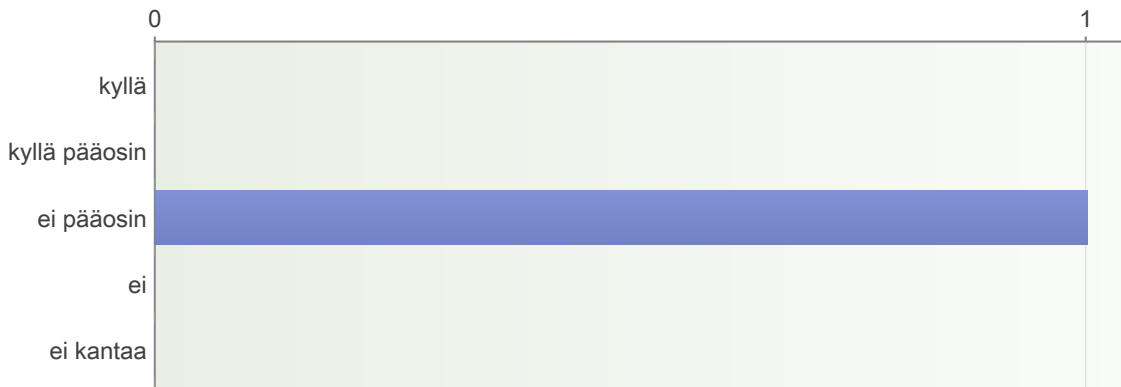 0 1
kyllä
kyllä pääosin
ei pääosin
ei
ei kantaa